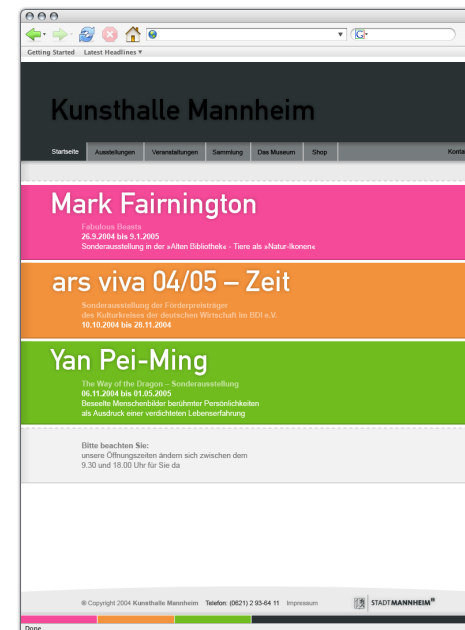 Getting Started Latest Headlines
G
Kunsthalle Mannheim
Startseite Ausstellungen Veranstaltungen Sammlung Das Museum Shop Konta
Mark Fairnington
Fabulous Beasts
26.9.2004 bis 9.1.2005
Sonderausstellung in der »Alten Bibliothek« - Tiere als »Natur-Ikonen«
ars viva 04/05 – Zeit
Sonderausstellung der Förderpreisträger
des Kulturkreises der deutschen Wirtschaft im BDI e.V.
10.10.2004 bis 28.11.2004
Yan Pei-Ming
The Way of the Dragon – Sonderausstellung
06.11.2004 bis 01.05.2005
Beseelte Menschenbilder berühmter Persönlichkeiten
als Ausdruck einer verdichteten Lebenserfahrung
Bitte beachten Sie:
unsere Öffnungszeiten ändern sich zwischen dem
9.30 und 18.00 Uhr für Sie da
© Copyright 2004 Kunsthalle Mannheim Telefon: (0621) 2 93-64 11 Impressum STADTMANNHEIM
Done